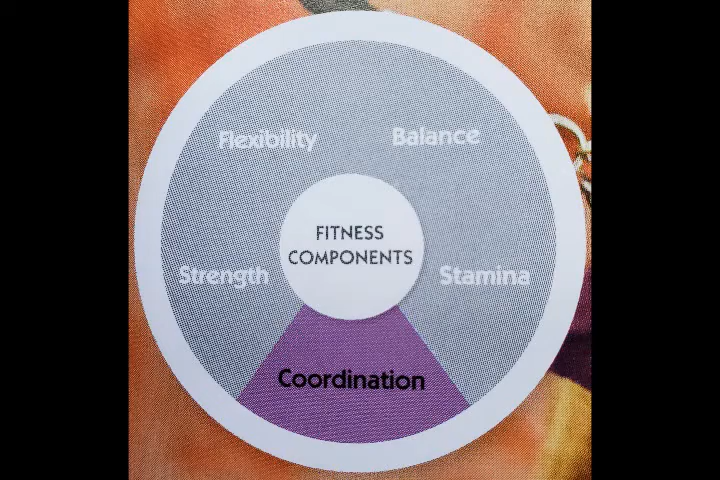 Flexibility
Balance
FITNESS
COMPONENTS
Strength
Stamina
Coordination